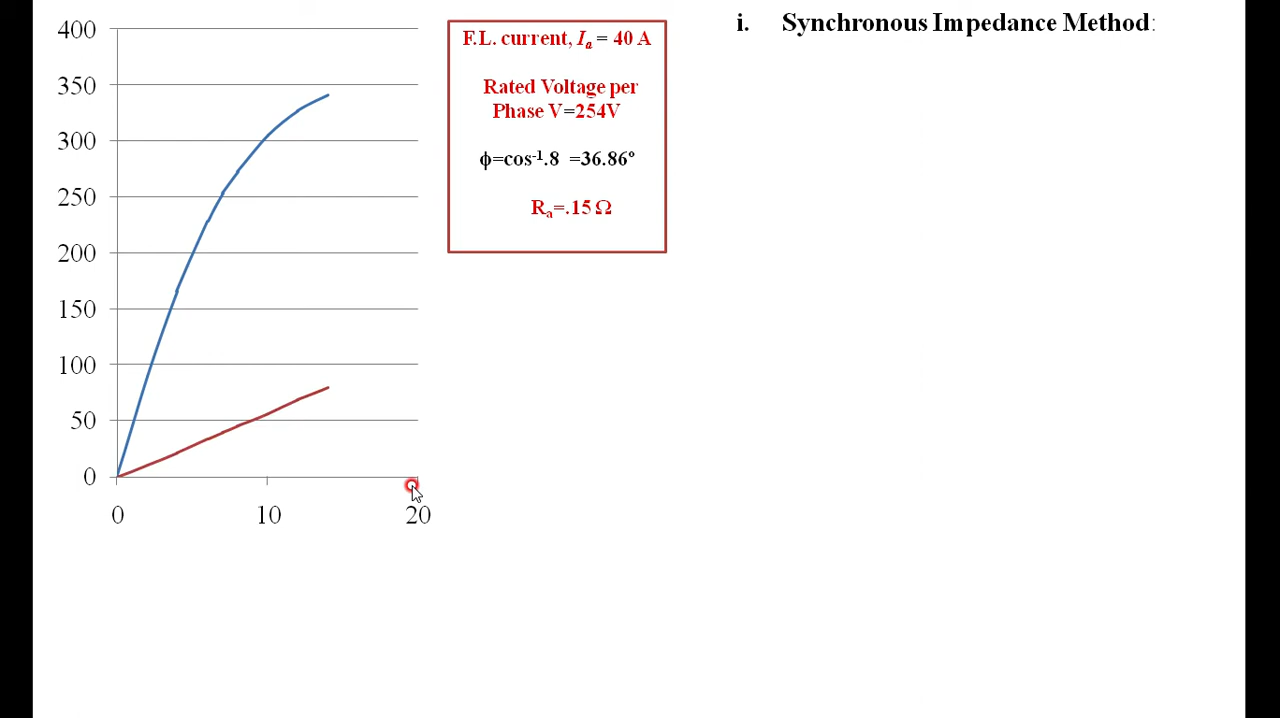 400
350
300
250
200
150
100
50
0
0 10 20
F.L. current, Iₐ = 40 A
Rated Voltage per
Phase V=254V
ϕ=cos⁻¹.8 =36.86º
Rₐ=.15 Ω
i. Synchronous Impedance Method: